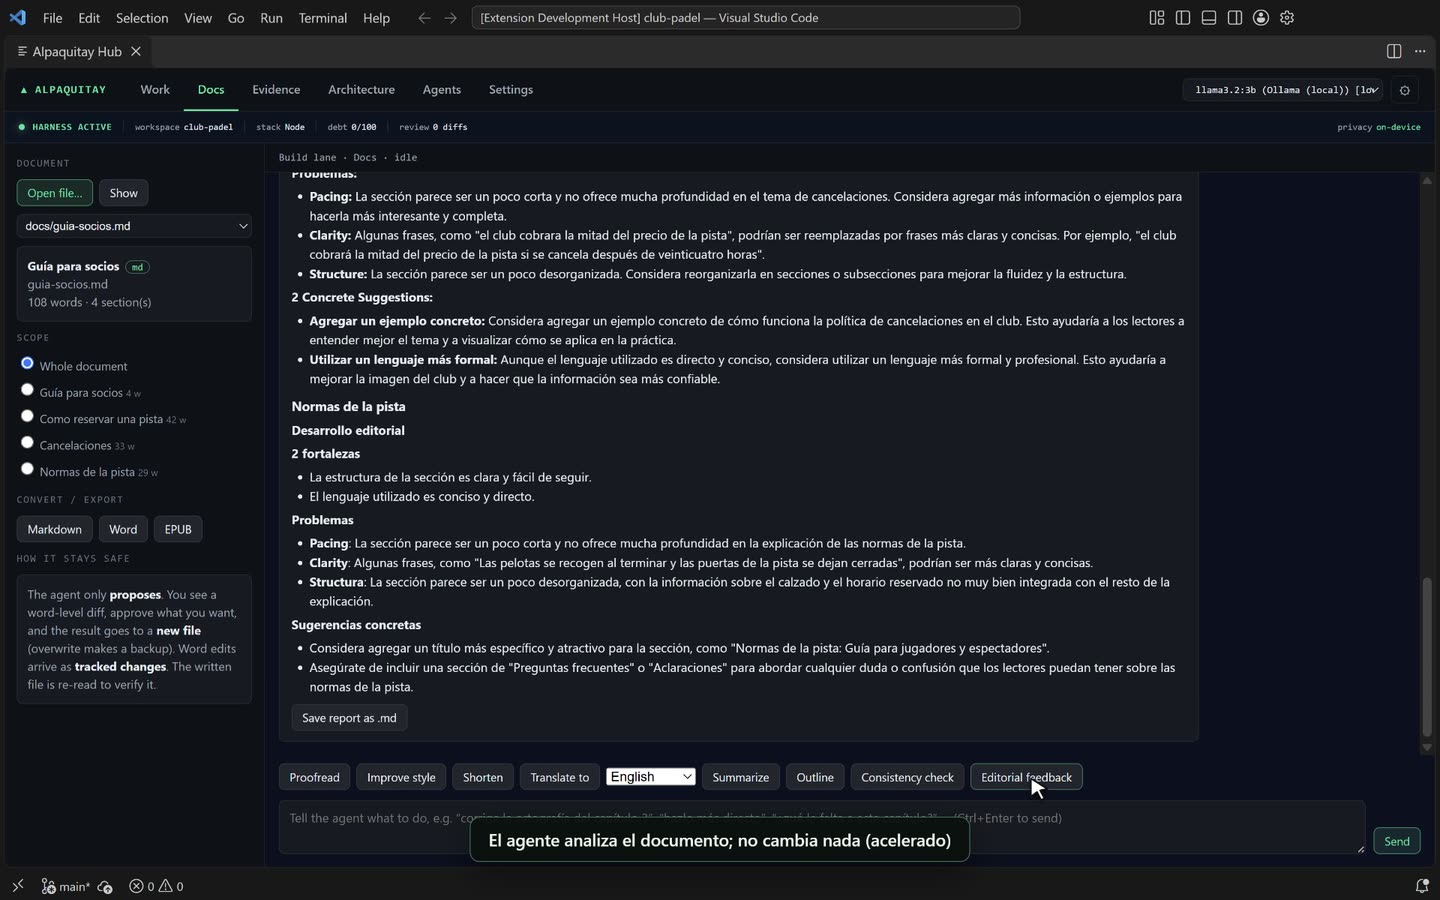 File Edit Selection View Go Run Terminal Help
[Extension Development Host] club-padel — Visual Studio Code
Alpaquitay Hub
ALPAQUITAY Work Docs Evidence Architecture Agents Settings
llama3.2:3b (Ollama (local))
HARNESS ACTIVE workspace club-padel stack Node debt 0/100 review 0 diffs privacy on-device
DOCUMENT
Open file... Show
docs/guia-socios.md
Guía para socios md
guia-socios.md
108 words · 4 section(s)
SCOPE
Whole document
Guía para socios 4 w
Como reservar una pista 42 w
Cancelaciones 33 w
Normas de la pista 29 w
CONVERT / EXPORT
Markdown Word EPUB
HOW IT STAYS SAFE
The agent only proposes. You see a
word-level diff, approve what you want,
and the result goes to a new file
(overwrite makes a backup). Word edits
arrive as tracked changes. The written
file is re-read to verify it.
Build lane · Docs · idle
Problemas:
Pacing: La sección parece ser un poco corta y no ofrece mucha profundidad en el tema de cancelaciones. Considera agregar más información o ejemplos para
hacerla más interesante y completa.
Clarity: Algunas frases, como "el club cobrara la mitad del precio de la pista", podrían ser reemplazadas por frases más claras y concisas. Por ejemplo, "el club
cobrará la mitad del precio de la pista si se cancela después de veinticuatro horas".
Structure: La sección parece ser un poco desorganizada. Considera reorganizarla en secciones o subsecciones para mejorar la fluidez y la estructura.
2 Concrete Suggestions:
Agregar un ejemplo concreto: Considera agregar un ejemplo concreto de cómo funciona la política de cancelaciones en el club. Esto ayudaría a los lectores a
entender mejor el tema y a visualizar cómo se aplica en la práctica.
Utilizar un lenguaje más formal: Aunque el lenguaje utilizado es directo y conciso, considera utilizar un lenguaje más formal y profesional. Esto ayudaría a
mejorar la imagen del club y a hacer que la información sea más confiable.
Normas de la pista
Desarrollo editorial
2 fortalezas
La estructura de la sección es clara y fácil de seguir.
El lenguaje utilizado es conciso y directo.
Problemas
Pacing: La sección parece ser un poco corta y no ofrece mucha profundidad en la explicación de las normas de la pista.
Clarity: Algunas frases, como "Las pelotas se recogen al terminar y las puertas de la pista se dejan cerradas", podrían ser más claras y concisas.
Structura: La sección parece ser un poco desorganizada, con la información sobre el calzado y el horario reservado no muy bien integrada con el resto de la
explicación.
Sugerencias concretas
Considera agregar un título más específico y atractivo para la sección, como "Normas de la pista: Guía para jugadores y espectadores".
Asegúrate de incluir una sección de "Preguntas frecuentes" o "Aclaraciones" para abordar cualquier duda o confusión que los lectores puedan tener sobre las
normas de la pista.
Save report as .md
Proofread Improve style Shorten Translate to English Summarize Outline Consistency check Editorial feedback
Tell the agent what to do, e.g. Ctrl+Enter to send)
El agente analiza el documento; no cambia nada (acelerado)
Send
main* 0 0